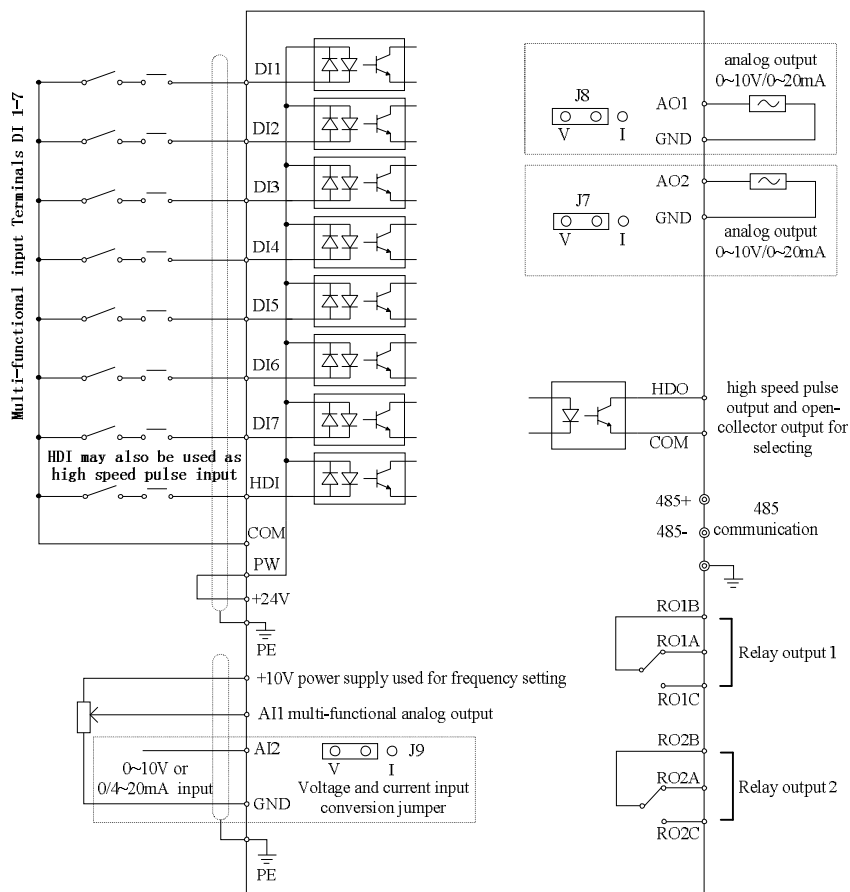 Multi-functional input Terminals DI 1-7
DI1
DI2
DI3
DI4
DI5
DI6
DI7
HDI may also be used as
high speed pulse input
HDI
COM
PW
+24V
PE
+10V power supply used for frequency setting
AI1 multi-functional analog output
AI2
J9
V I
0~10V or
0/4~20mA input
Voltage and current input
conversion jumper
GND
PE
analog output
0~10V/0~20mA
J8
V I
AO1
GND
AO2
J7
V I
GND
analog output
0~10V/0~20mA
HDO
COM
high speed pulse
output and open-
collector output for
selecting
485+
485-
485
communication
RO1B
RO1A
RO1C
Relay output 1
RO2B
RO2A
RO2C
Relay output 2